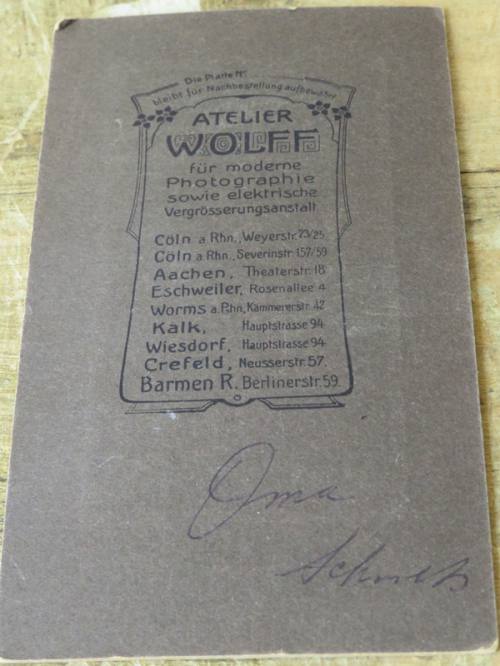 Die Platte Nr.
bleibt für Nachbestellung aufbewahrt
ATELIER
WOLFF
für moderne
Photographie
sowie elektrische
Vergrösserungsanstalt
Cöln a. Rhn., Weyerstr. 23/25
Cöln a. Rhn., Severinstr. 157/59
Aachen, Theaterstr. 18
Eschweiler, Rosenallee 4
Worms a. Rhn., Kämmererstr. 42
Kalk, Hauptstrasse 94
Wiesdorf, Hauptstrasse 94
Crefeld, Neusserstr. 57.
Barmen R. Berlinerstr. 59.
Oma